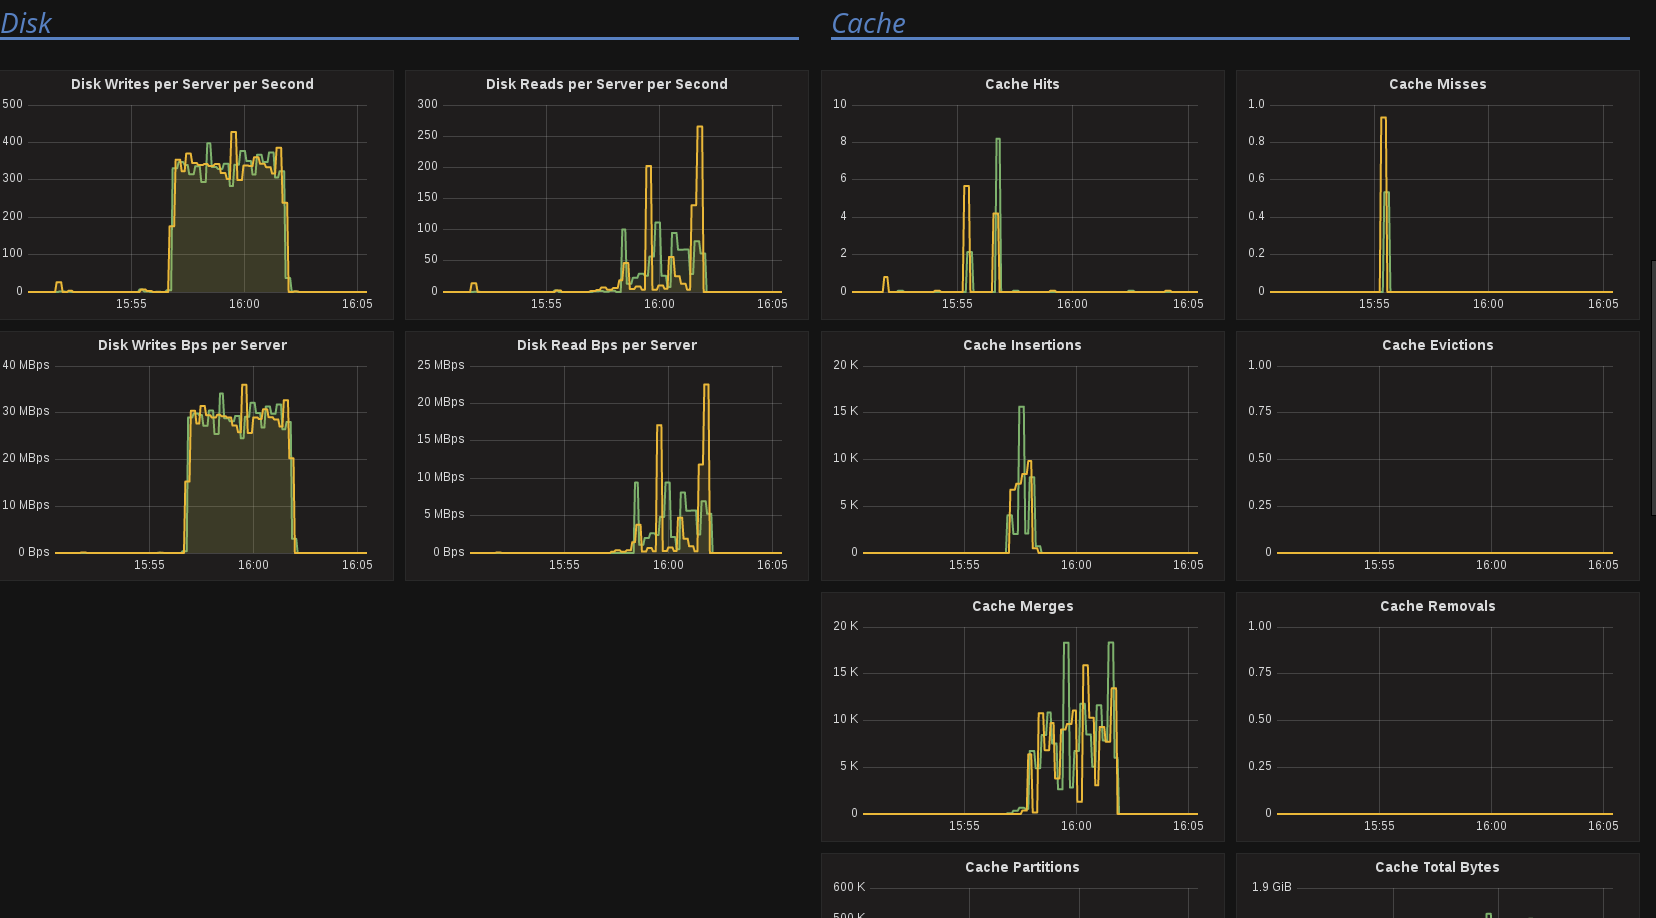 Disk
Cache
Disk Writes per Server per Second
500
400
300
200
100
0
15:55 16:00 16:05
Disk Reads per Server per Second
300
250
200
150
100
50
0
15:55 16:00 16:05
Cache Hits
10
8
6
4
2
0
15:55 16:00 16:05
Cache Misses
1.0
0.8
0.6
0.4
0.2
0
15:55 16:00 16:05
Disk Writes Bps per Server
40 MBps
30 MBps
20 MBps
10 MBps
0 Bps
15:55 16:00 16:05
Disk Read Bps per Server
25 MBps
20 MBps
15 MBps
10 MBps
5 MBps
0 Bps
15:55 16:00 16:05
Cache Insertions
20 K
15 K
10 K
5 K
0
15:55 16:00 16:05
Cache Evictions
1.00
0.75
0.50
0.25
0
15:55 16:00 16:05
Cache Merges
20 K
15 K
10 K
5 K
0
15:55 16:00 16:05
Cache Removals
1.00
0.75
0.50
0.25
0
15:55 16:00 16:05
Cache Partitions
600 K
500 K
Cache Total Bytes
1.9 GiB